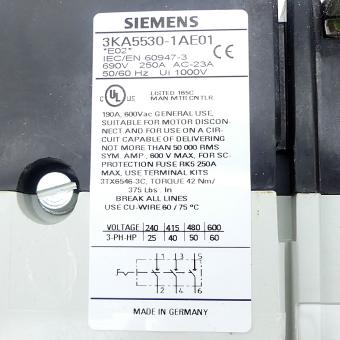 SIEMENS
3KA5530-1AE01
"E02"
IEC/EN 60947-3
690V 250A AC-23A
50/60 Hz Ui 1000V
CE
UL
LISTED 165C
MAN MTR CNTLR
190A, 600Vac GENERAL USE,
SUITABLE FOR MOTOR DISCON-
NECT AND FOR USE ON A CIR-
CUIT CAPABLE OF DELIVERING
NOT MORE THAN 50 000 RMS
SYM. AMP., 600 V MAX, FOR SC-
PROTECTION FUSE RK5 250A
MAX, USE TERMINAL KITS
3TX6546-3C, TORQUE 42 Nm/
375 Lbs . In
BREAK ALL LINES
USE CU-WIRE 60 / 75 °C
VOLTAGE 240 415 480 600
3-PH-HP 25 40 50 60
1 3 5
2 4 6
MADE IN GERMANY